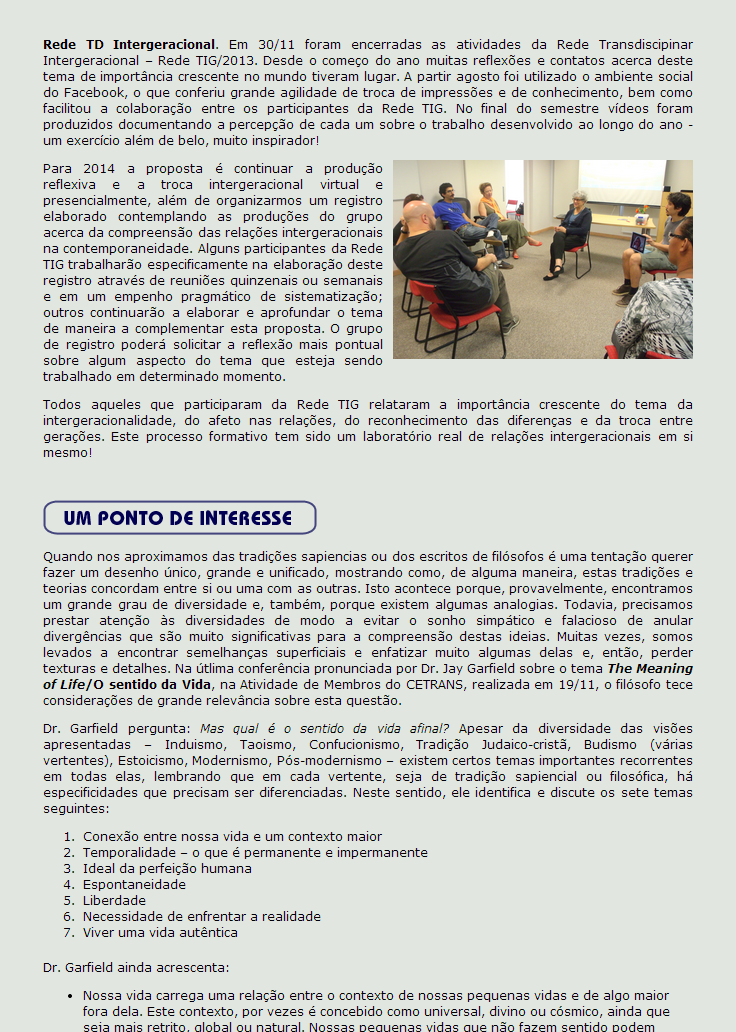 Rede TD Intergeracional. Em 30/11 foram encerradas as atividades da Rede Transdiscipinar
Intergeracional – Rede TIG/2013. Desde o começo do ano muitas reflexões e contatos acerca deste
tema de importância crescente no mundo tiveram lugar. A partir agosto foi utilizado o ambiente social
do Facebook, o que conferiu grande agilidade de troca de impressões e de conhecimento, bem como
facilitou a colaboração entre os participantes da Rede TIG. No final do semestre vídeos foram
produzidos documentando a percepção de cada um sobre o trabalho desenvolvido ao longo do ano -
um exercício além de belo, muito inspirador!
Para 2014 a proposta é continuar a produção
reflexiva e a troca intergeracional virtual e
presencialmente, além de organizarmos um registro
elaborado contemplando as produções do grupo
acerca da compreensão das relações intergeracionais
na contemporaneidade. Alguns participantes da Rede
TIG trabalharão especificamente na elaboração deste
registro através de reuniões quinzenais ou semanais
e em um empenho pragmático de sistematização;
outros continuarão a elaborar e aprofundar o tema
de maneira a complementar esta proposta. O grupo
de registro poderá solicitar a reflexão mais pontual
sobre algum aspecto do tema que esteja sendo
trabalhado em determinado momento.
Todos aqueles que participaram da Rede TIG relataram a importância crescente do tema da
intergeracionalidade, do afeto nas relações, do reconhecimento das diferenças e da troca entre
gerações. Este processo formativo tem sido um laboratório real de relações intergeracionais em si
mesmo!
UM PONTO DE INTERESSE
Quando nos aproximamos das tradições sapiencias ou dos escritos de filósofos é uma tentação querer
fazer um desenho único, grande e unificado, mostrando como, de alguma maneira, estas tradições e
teorias concordam entre si ou uma com as outras. Isto acontece porque, provavelmente, encontramos
um grande grau de diversidade e, também, porque existem algumas analogias. Todavia, precisamos
prestar atenção às diversidades de modo a evitar o sonho simpático e falacioso de anular
divergências que são muito significativas para a compreensão destas ideias. Muitas vezes, somos
levados a encontrar semelhanças superficiais e enfatizar muito algumas delas e, então, perder
texturas e detalhes. Na útlima conferência pronunciada por Dr. Jay Garfield sobre o tema The Meaning
of Life/O sentido da Vida, na Atividade de Membros do CETRANS, realizada em 19/11, o filósofo tece
considerações de grande relevância sobre esta questão.
Dr. Garfield pergunta: Mas qual é o sentido da vida afinal? Apesar da diversidade das visões
apresentadas – Induismo, Taoismo, Confucionismo, Tradição Judaico-cristã, Budismo (várias
vertentes), Estoicismo, Modernismo, Pós-modernismo – existem certos temas importantes recorrentes
em todas elas, lembrando que em cada vertente, seja de tradição sapiencial ou filosófica, há
especificidades que precisam ser diferenciadas. Neste sentido, ele identifica e discute os sete temas
seguintes:
1. Conexão entre nossa vida e um contexto maior
2. Temporalidade – o que é permanente e impermanente
3. Ideal da perfeição humana
4. Espontaneidade
5. Liberdade
6. Necessidade de enfrentar a realidade
7. Viver uma vida autêntica
Dr. Garfield ainda acrescenta:
• Nossa vida carrega uma relação entre o contexto de nossas pequenas vidas e de algo maior
fora dela. Este contexto, por vezes é concebido como universal, divino ou cósmico, ainda que
seja mais retrito, global ou natural. Nossas pequenas vidas que não fazem sentido podem